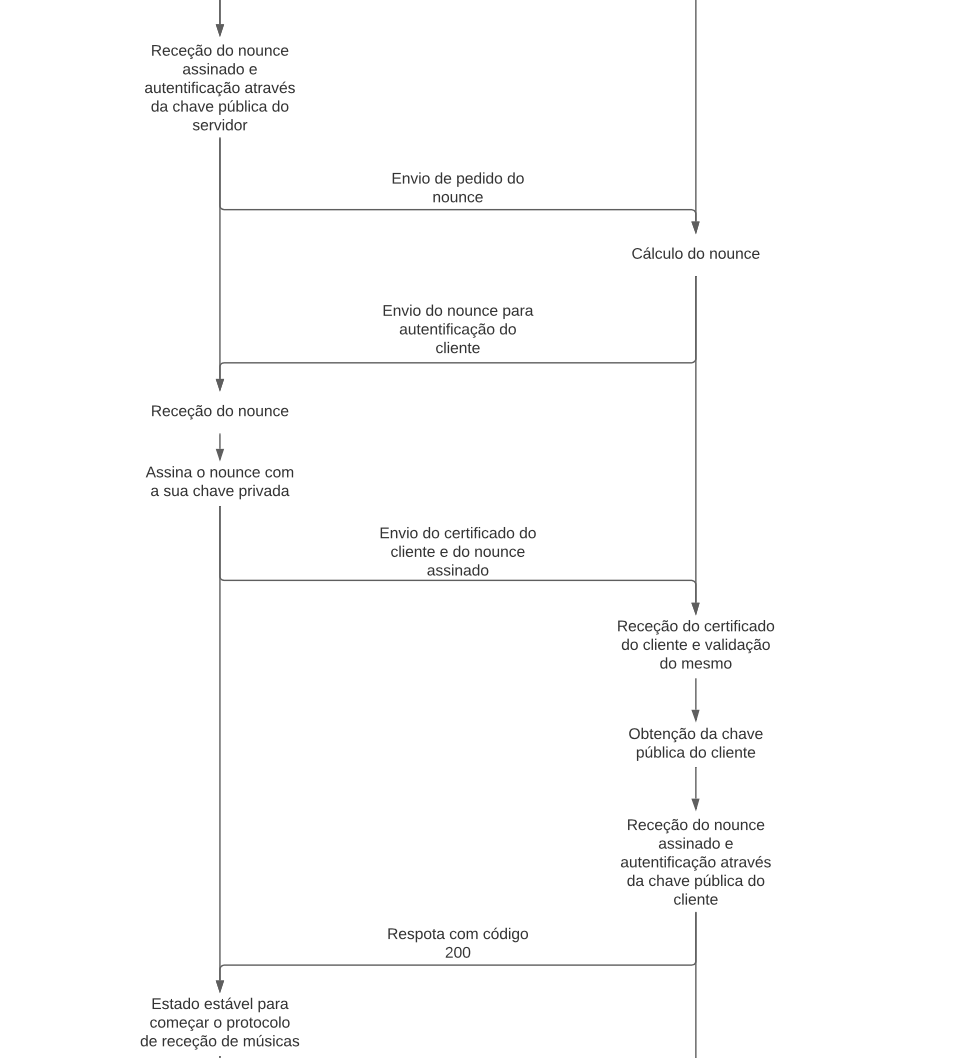 Receção do nounce
assinado e
autentificação através
da chave pública do
servidor
Envio de pedido do
nounce
Cálculo do nounce
Envio do nounce para
autentificação do
cliente
Receção do nounce
Assina o nounce com
a sua chave privada
Envio do certificado do
cliente e do nounce
assinado
Receção do certificado
do cliente e validação
do mesmo
Obtenção da chave
pública do cliente
Receção do nounce
assinado e
autentificação através
da chave pública do
cliente
Respota com código
200
Estado estável para
começar o protocolo
de receção de músicas